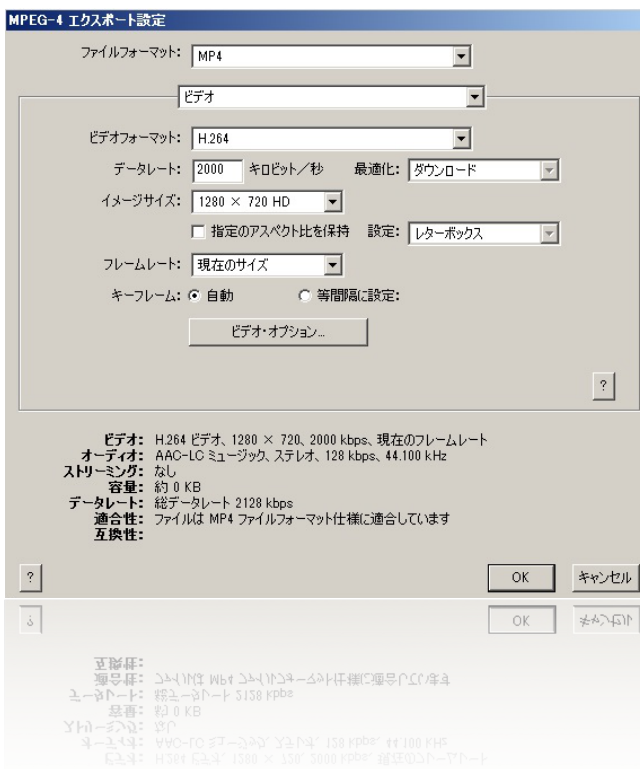 MPEG-4 エクスポート設定
ファイルフォーマット: MP4
ビデオ
ビデオフォーマット: H.264
データレート: 2000 キロビット／秒 最適化: ダウンロード
イメージサイズ: 1280 × 720 HD
指定のアスペクト比を保持 設定: レターボックス
フレームレート: 現在のサイズ
キーフレーム: 自動 等間隔に設定:
ビデオ・オプション...
?
ビデオ: H.264 ビデオ、1280 × 720、2000 kbps、現在のフレームレート
オーディオ: AAC-LC ミュージック、ステレオ、128 kbps、44.100 kHz
ストリーミング: なし
容量: 約 0 KB
データレート: 総データレート 2128 kbps
適合性: ファイルは MP4 ファイルフォーマット仕様に適合しています
互換性:
? OK キャンセル